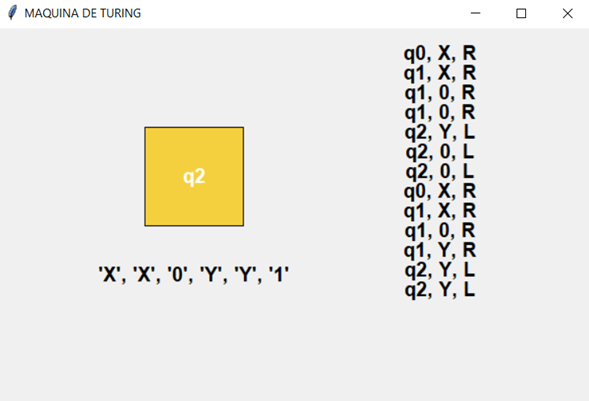 MAQUINA DE TURING
q2
'X', 'X', '0', 'Y', 'Y', '1'
q0, X, R
q1, X, R
q1, 0, R
q1, 0, R
q2, Y, L
q2, 0, L
q2, 0, L
q0, X, R
q1, X, R
q1, 0, R
q1, Y, R
q2, Y, L
q2, Y, L